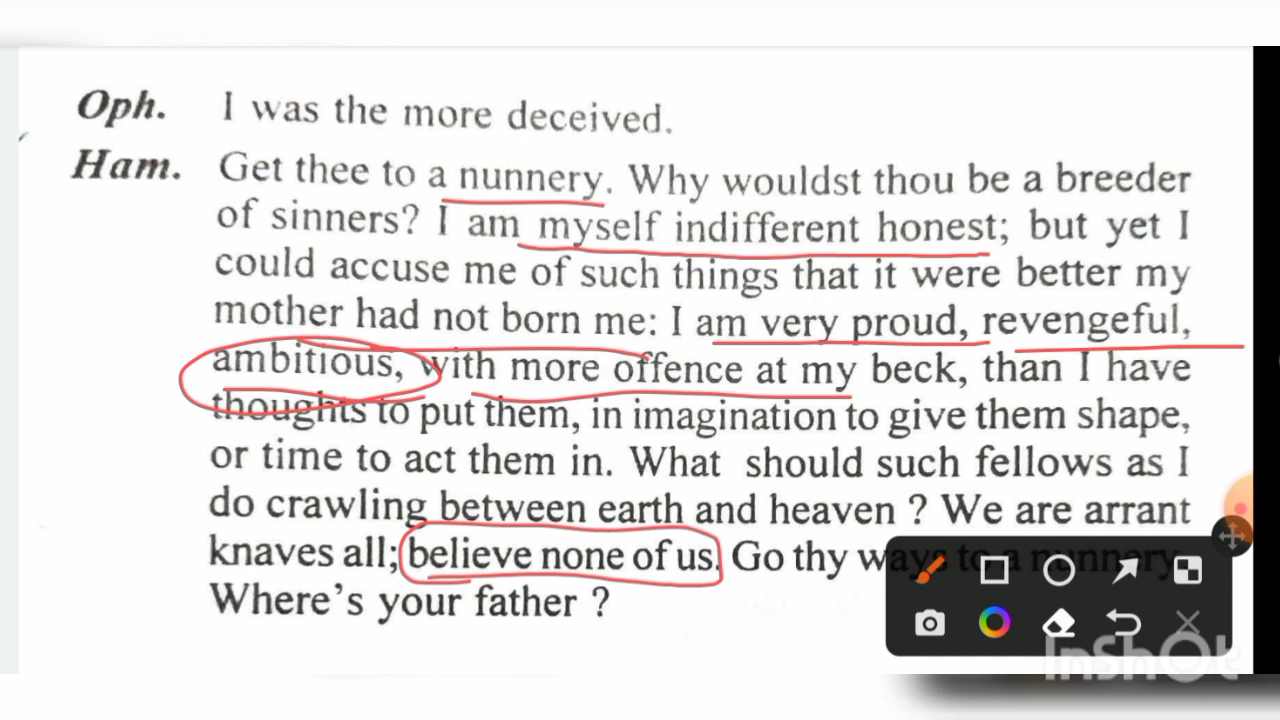 Oph. I was the more deceived.
Ham. Get thee to a nunnery. Why wouldst thou be a breeder
of sinners? I am myself indifferent honest; but yet I
could accuse me of such things that it were better my
mother had not born me: I am very proud, revengeful,
ambitious, with more offence at my beck, than I have
thoughts to put them, in imagination to give them shape,
or time to act them in. What should such fellows as I
do crawling between earth and heaven ? We are arrant
knaves all; believe none of us. Go thy ways to a nunnery.
Where's your father ?
InShOt